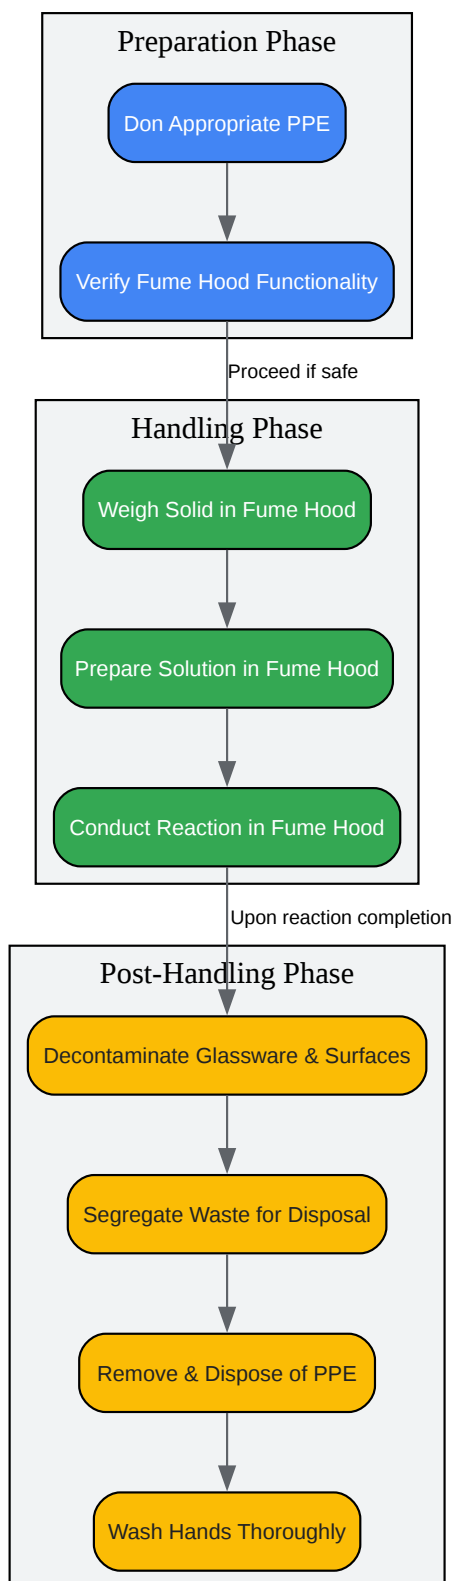 Preparation Phase
Don Appropriate PPE
Verify Fume Hood Functionality
Proceed if safe
Handling Phase
Weigh Solid in Fume Hood
Prepare Solution in Fume Hood
Conduct Reaction in Fume Hood
Upon reaction completion
Post-Handling Phase
Decontaminate Glassware & Surfaces
Segregate Waste for Disposal
Remove & Dispose of PPE
Wash Hands Thoroughly